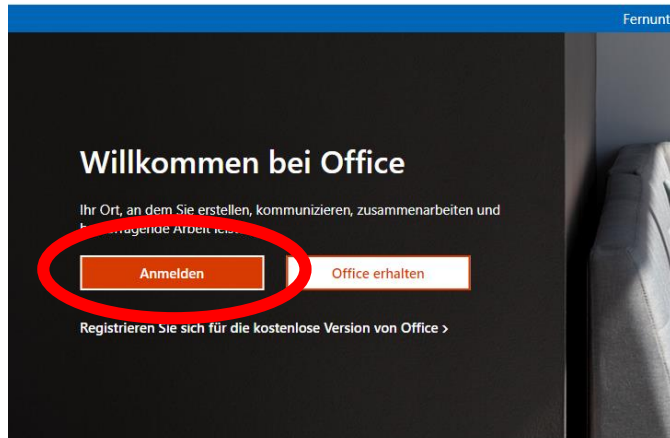 Fernunt
Willkommen bei Office
Ihr Ort, an dem Sie erstellen, kommunizieren, zusammenarbeiten und
Arbeit
Anmelden
Office erhalten
Registrieren Sie sich für die kostenlose Version von Office >